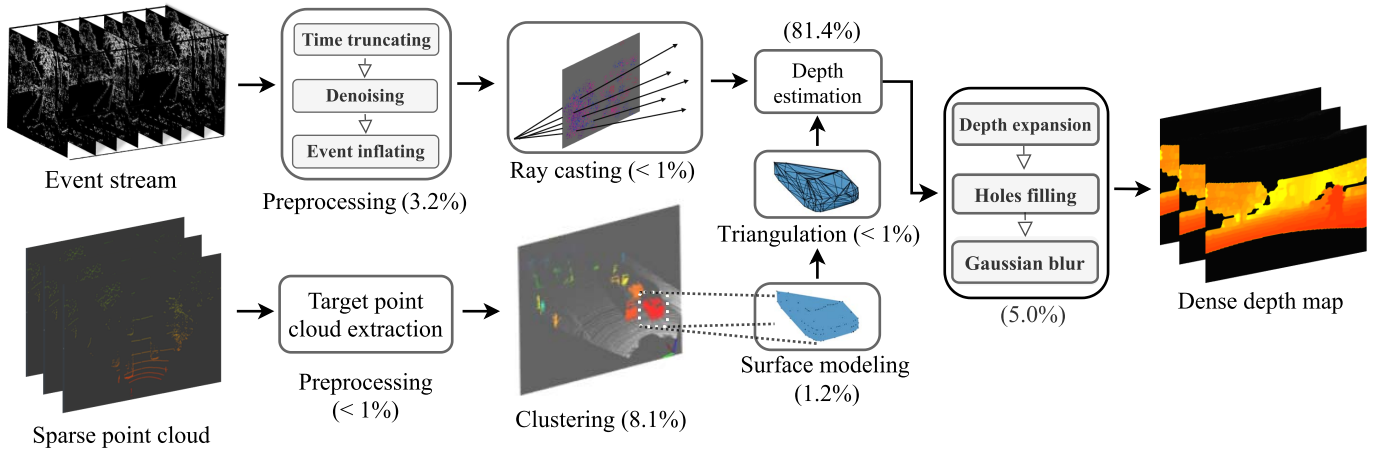 Event stream
Time truncating
Denoising
Event inflating
Preprocessing (3.2%)
Ray casting (< 1%)
(81.4%)
Depth
estimation
Triangulation (< 1%)
Surface modeling
(1.2%)
Sparse point cloud
Target point
cloud extraction
Preprocessing
(< 1%)
Clustering (8.1%)
Depth expansion
Holes filling
Gaussian blur
(5.0%)
Dense depth map